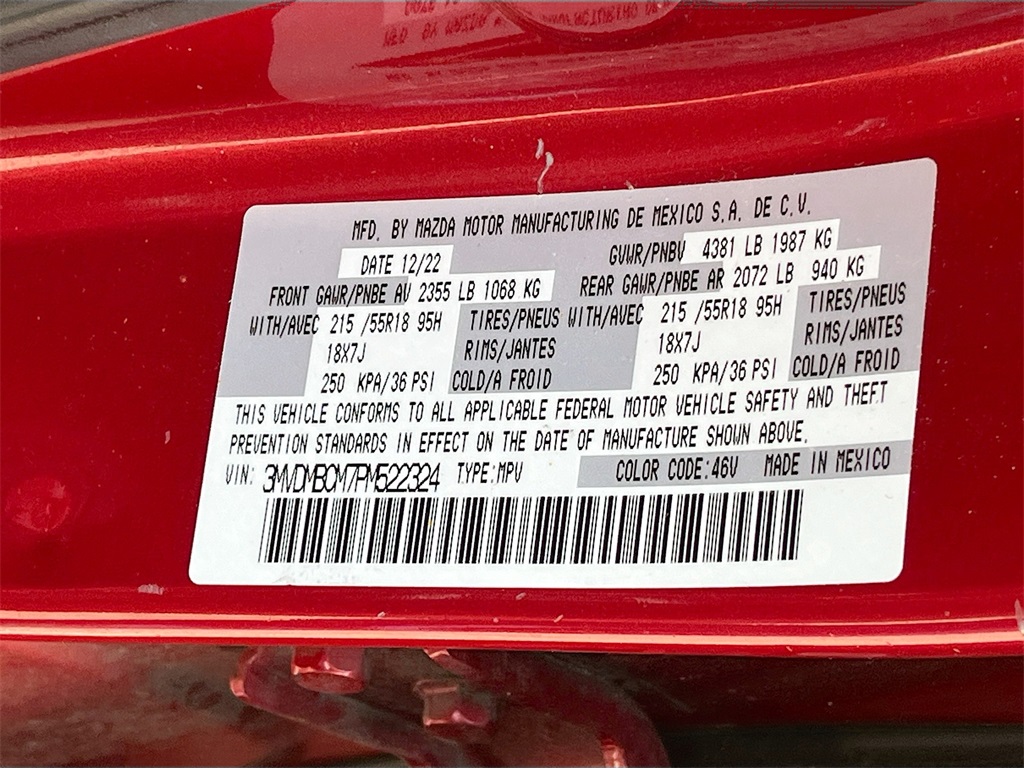 MFD. BY MAZDA MOTOR MANUFACTURING DE MEXICO S.A. DE C.V.
DATE 12/22 GVWR/PNBV 4381 LB 1987 KG
FRONT GAWR/PNBE AV 2355 LB 1068 KG REAR GAWR/PNBE AR 2072 LB 940 KG
WITH/AVEC 215 /55R18 95H TIRES/PNEUS WITH/AVEC 215 /55R18 95H TIRES/PNEUS
18X7J RIMS/JANTES 18X7J RIMS/JANTES
250 KPA/36 PSI COLD/A FROID 250 KPA/36 PSI COLD/A FROID
THIS VEHICLE CONFORMS TO ALL APPLICABLE FEDERAL MOTOR VEHICLE SAFETY AND THEFT
PREVENTION STANDARDS IN EFFECT ON THE DATE OF MANUFACTURE SHOWN ABOVE.
VIN: 3MVDMBCM7PM522324 TYPE:MPV COLOR CODE:46V MADE IN MEXICO